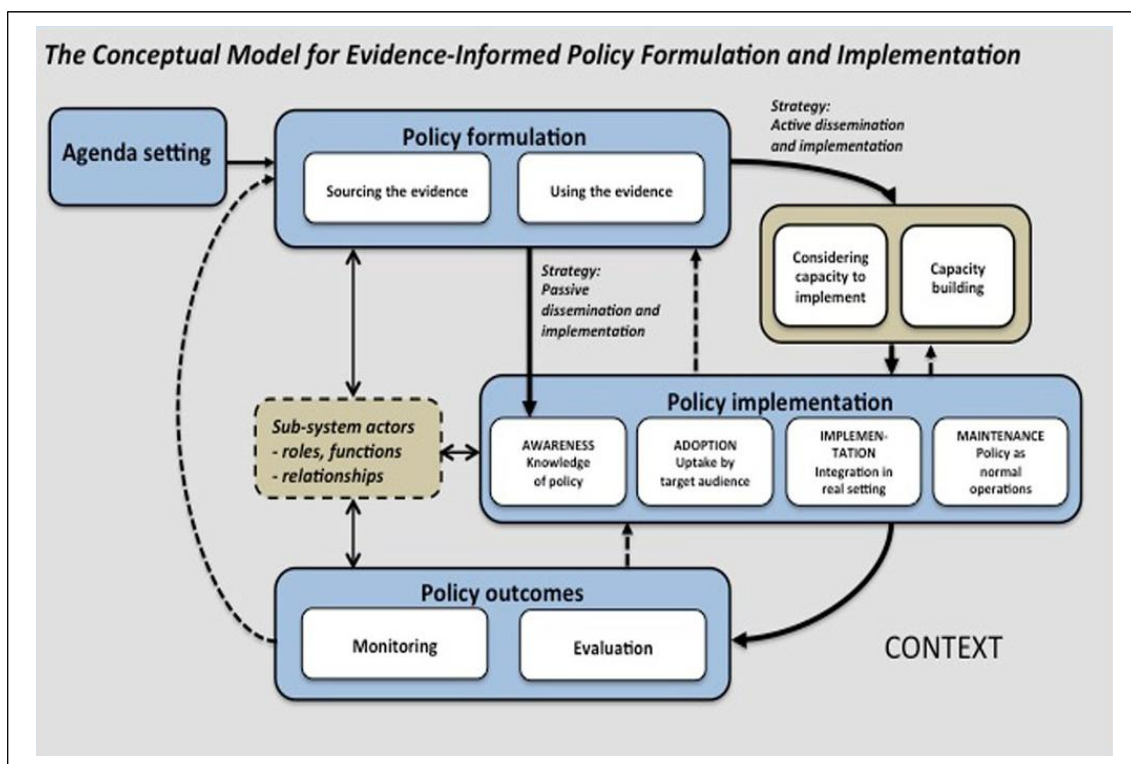 The Conceptual Model for Evidence-Informed Policy Formulation and Implementation
Agenda setting
Policy formulation
Sourcing the evidence
Using the evidence
Strategy:
Active dissemination
and implementation
Considering
capacity to
implement
Capacity
building
Strategy:
Passive
dissemination and
implementation
Sub-system actors
- roles, functions
- relationships
Policy implementation
AWARENESS
Knowledge
of policy
ADOPTION
Uptake by
target audience
IMPLEMEN-
TATION
Integration in
real setting
MAINTENANCE
Policy as
normal
operations
Policy outcomes
Monitoring
Evaluation
CONTEXT